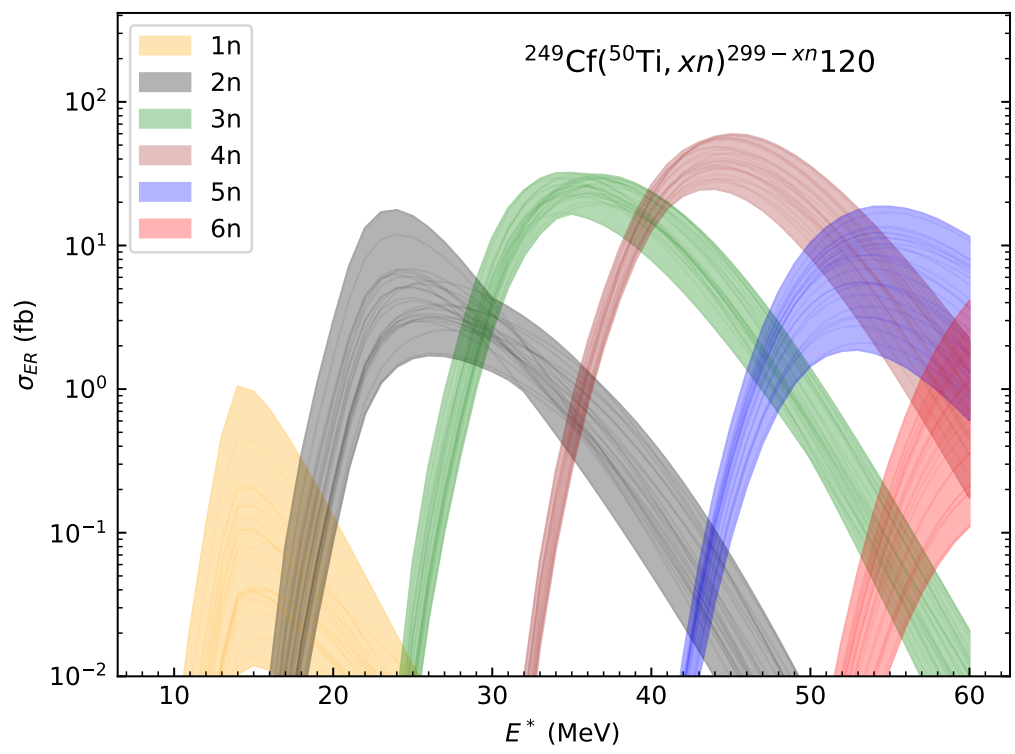 1n
2n
3n
4n
5n
6n
²⁴⁹Cf(⁵⁰Ti, xn)²⁹⁹⁻ˣⁿ120
10²
10¹
10⁰
10⁻¹
10⁻²
σ_ER (fb)
10 20 30 40 50 60
E* (MeV)